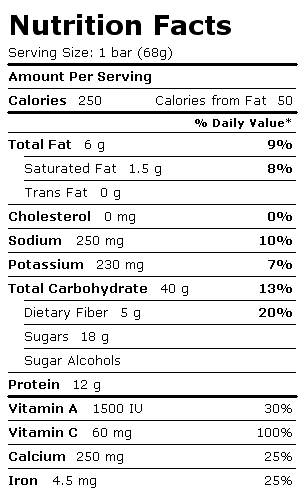 Nutrition Facts
Serving Size: 1 bar (68g)
Amount Per Serving
Calories 250 Calories from Fat 50
% Daily Value*
Total Fat 6 g 9%
Saturated Fat 1.5 g 8%
Trans Fat 0 g
Cholesterol 0 mg 0%
Sodium 250 mg 10%
Potassium 230 mg 7%
Total Carbohydrate 40 g 13%
Dietary Fiber 5 g 20%
Sugars 18 g
Sugar Alcohols
Protein 12 g
Vitamin A 1500 IU 30%
Vitamin C 60 mg 100%
Calcium 250 mg 25%
Iron 4.5 mg 25%